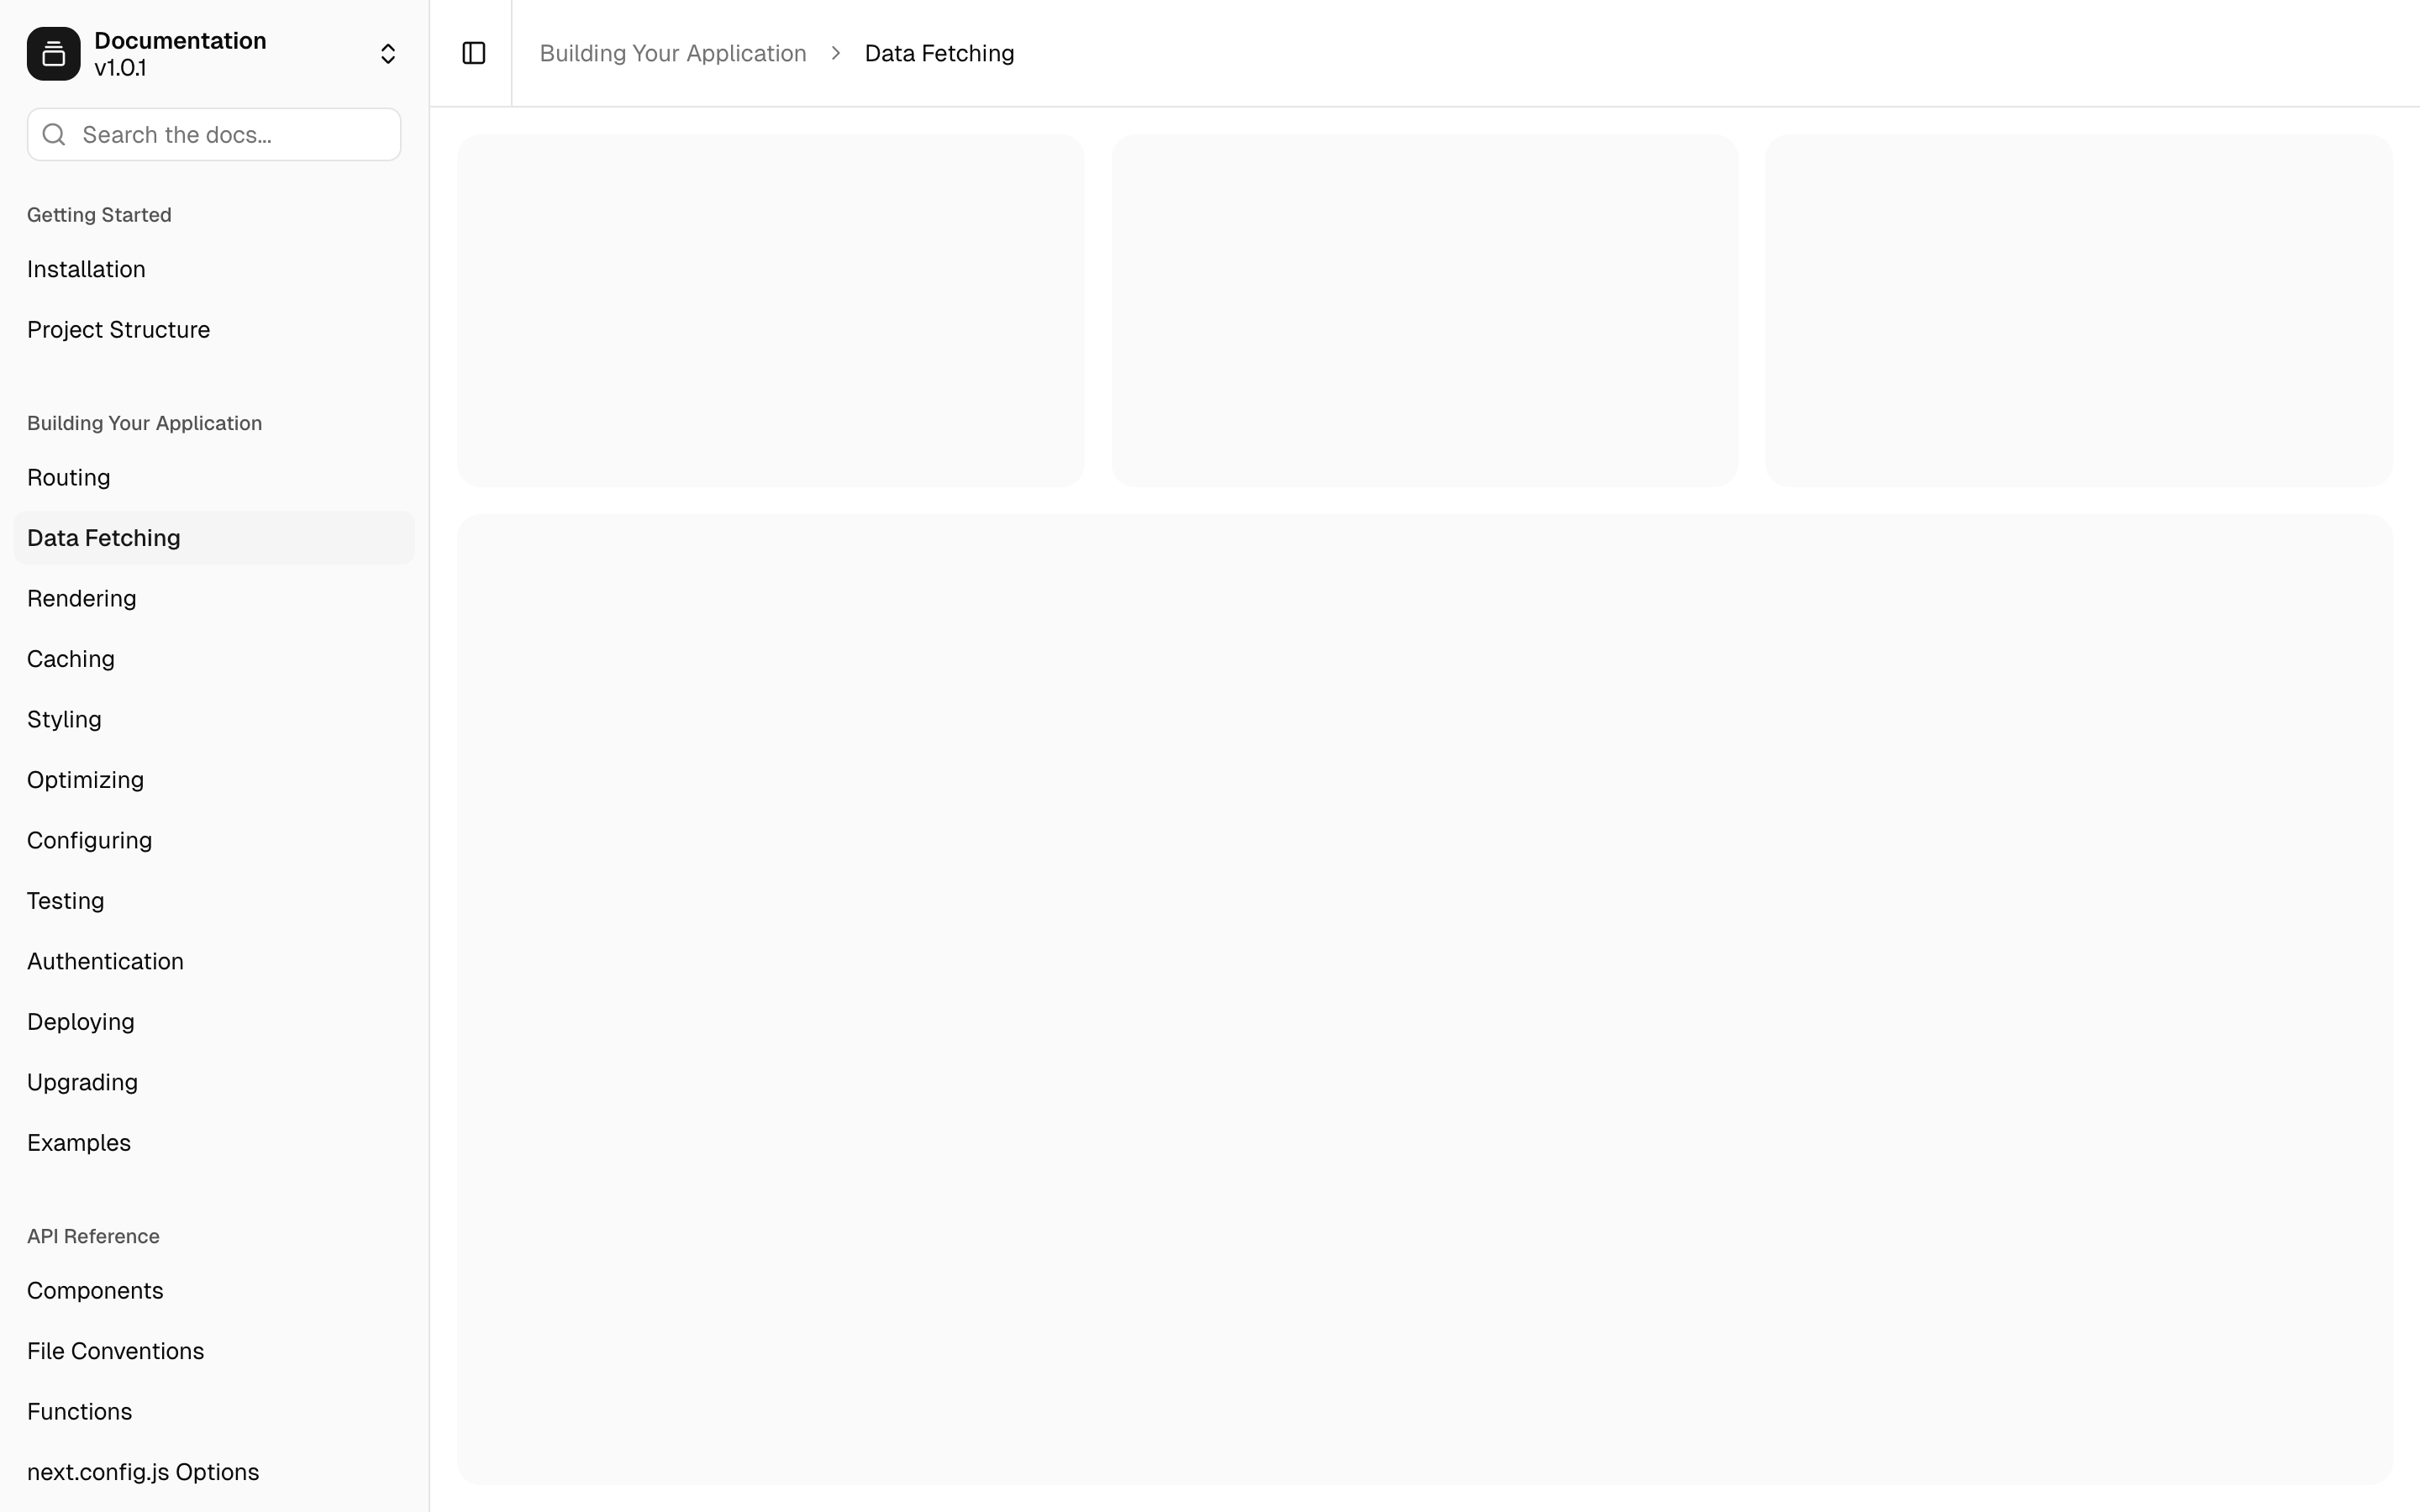 Documentation
v1.0.1
Search the docs...
Getting Started
Installation
Project Structure
Building Your Application
Routing
Data Fetching
Rendering
Caching
Styling
Optimizing
Configuring
Testing
Authentication
Deploying
Upgrading
Examples
API Reference
Components
File Conventions
Functions
next.config.js Options
Building Your Application > Data Fetching